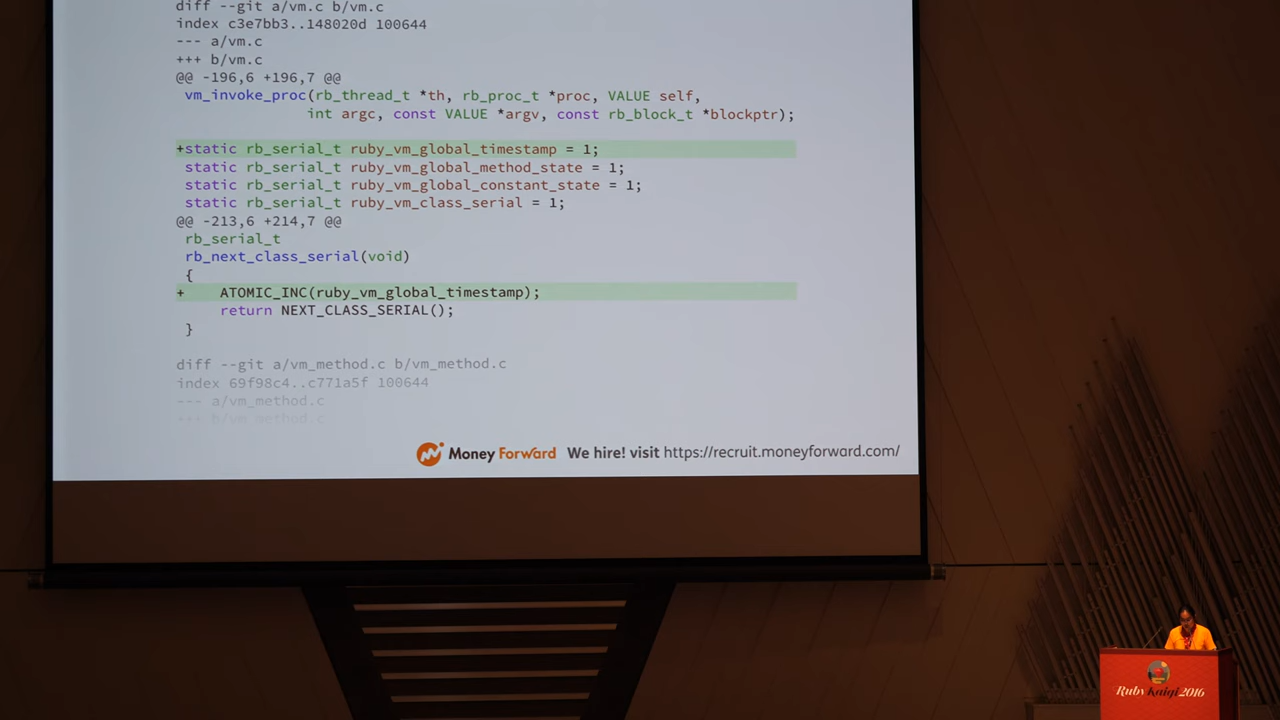 diff --git a/vm.c b/vm.c
index c3e7bb3..148020d 100644
--- a/vm.c
+++ b/vm.c
@@ -196,6 +196,7 @@
 vm_invoke_proc(rb_thread_t *th, rb_proc_t *proc, VALUE self,
               int argc, const VALUE *argv, const rb_block_t *blockptr);
+static rb_serial_t ruby_vm_global_timestamp = 1;
 static rb_serial_t ruby_vm_global_method_state = 1;
 static rb_serial_t ruby_vm_global_constant_state = 1;
 static rb_serial_t ruby_vm_class_serial = 1;
@@ -213,6 +214,7 @@
 rb_serial_t
 rb_next_class_serial(void)
 {
+    ATOMIC_INC(ruby_vm_global_timestamp);
     return NEXT_CLASS_SERIAL();
 }
diff --git a/vm_method.c b/vm_method.c
index 69f98c4..c771a5f 100644
--- a/vm_method.c
+++ b/vm_method.c
Money Forward We hire! visit https://recruit.moneyforward.com/
RubyKaigi2016